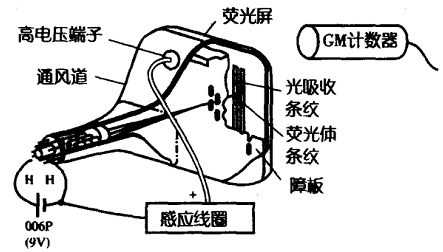 荧光屏
高电压端子
GM计数器
通风道
光吸收
条纹
荧光体
条纹
障板
H H
+
感应线圈
006P
(9V)